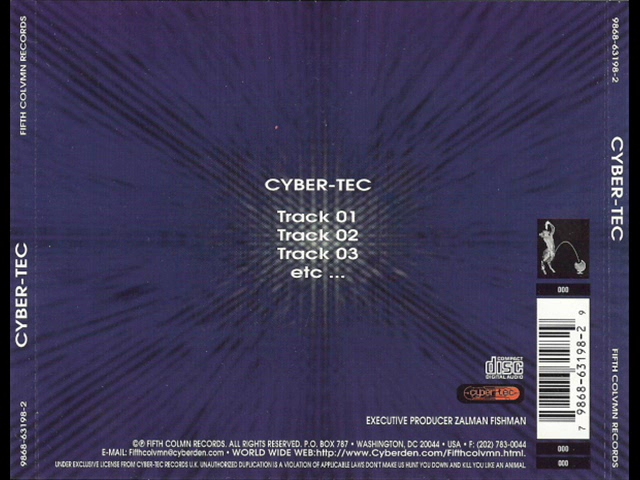 FIFTH COLVMN RECORDS
CYBER-TEC
9868-63198-2
CYBER-TEC
Track 01
Track 02
Track 03
etc ...
9868-63198-2
CYBER-TEC
FIFTH COLVMN RECORDS
000
7 98868-63198-2 9
000
000
COMPACT
disc
DIGITAL AUDIO
cyber-tec
EXECUTIVE PRODUCER ZALMAN FISHMAN
©℗ FIFTH COLMN RECORDS. ALL RIGHTS RESERVED. P.O. BOX 787 • WASHINGTON, DC 20044 • USA • F: (202) 783-0044
E-MAIL: Fifthcolvmn@cyberden.com • WORLD WIDE WEB:http://www.Cyberden.com/Fifthcolvmn.html.
UNDER EXCLUSIVE LICENSE FROM CYBER-TEC RECORDS U.K. UNAUTHORIZED DUPLICATION IS A VIOLATION OF APPLICABLE LAWS DON'T MAKE US HUNT YOU DOWN AND KILL YOU LIKE AN ANIMAL.